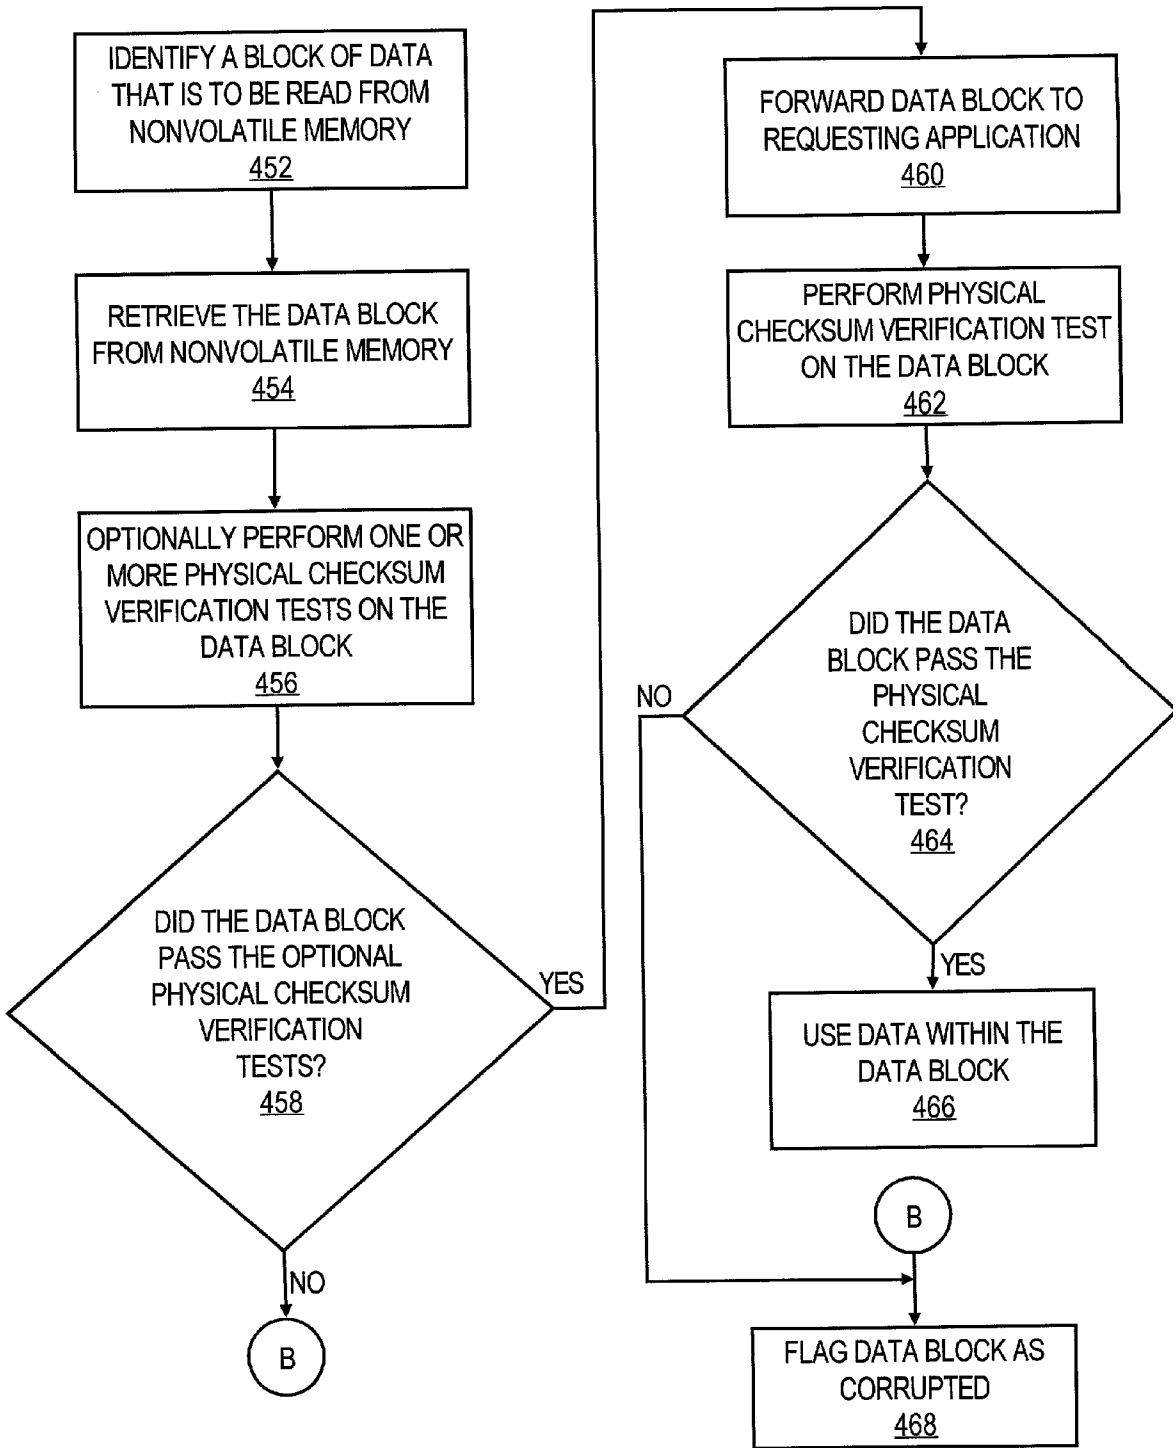 IDENTIFY A BLOCK OF DATA
THAT IS TO BE READ FROM
NONVOLATILE MEMORY
452
RETRIEVE THE DATA BLOCK
FROM NONVOLATILE MEMORY
454
OPTIONALLY PERFORM ONE OR
MORE PHYSICAL CHECKSUM
VERIFICATION TESTS ON THE
DATA BLOCK
456
DID THE DATA BLOCK
PASS THE OPTIONAL
PHYSICAL CHECKSUM
VERIFICATION
TESTS?
458
YES
NO
B
FORWARD DATA BLOCK TO
REQUESTING APPLICATION
460
PERFORM PHYSICAL
CHECKSUM VERIFICATION TEST
ON THE DATA BLOCK
462
DID THE DATA
BLOCK PASS THE
PHYSICAL
CHECKSUM
VERIFICATION
TEST?
464
NO
YES
USE DATA WITHIN THE
DATA BLOCK
466
B
FLAG DATA BLOCK AS
CORRUPTED
468